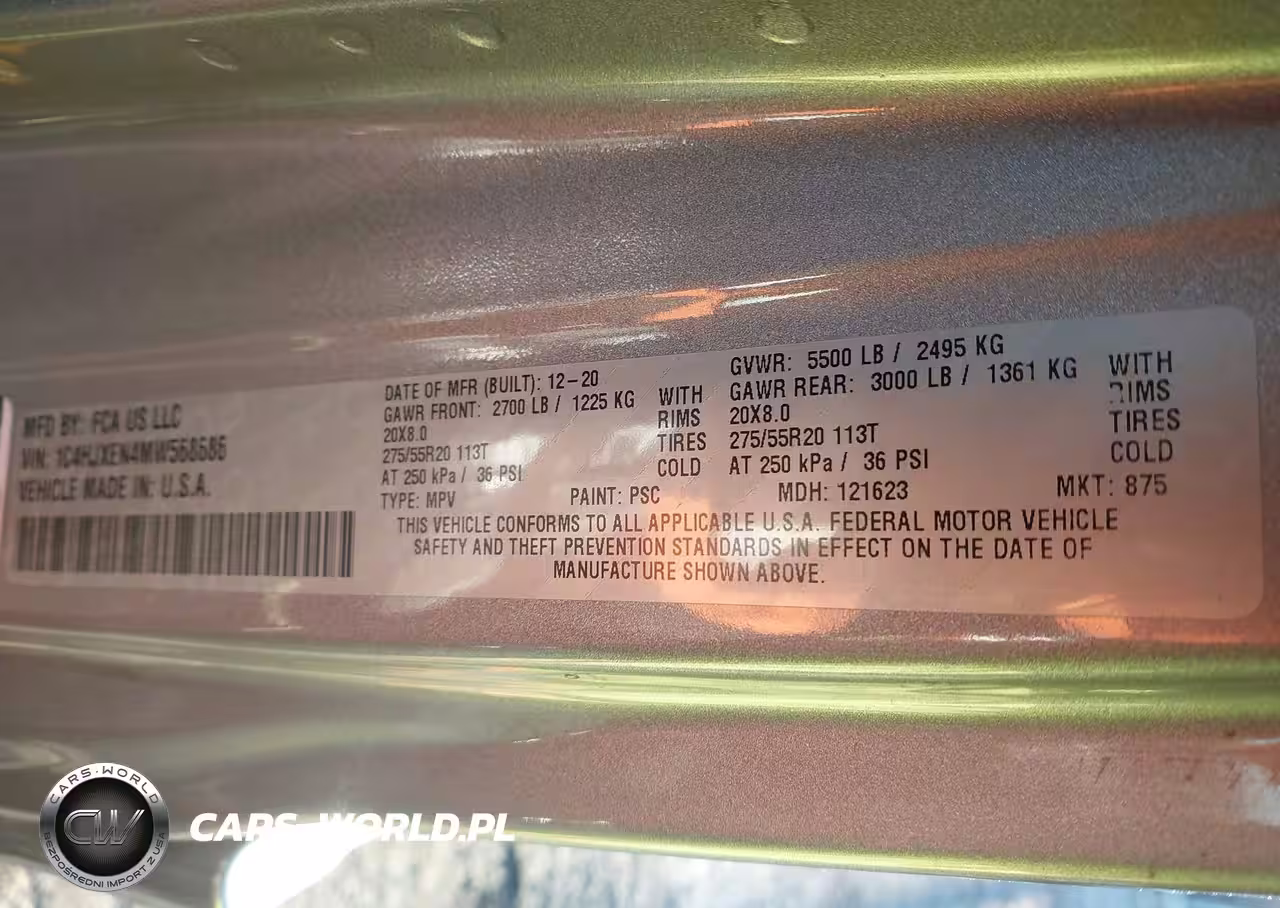 MFD BY: FCA US LLC
VIN: 1C4HJXEN4MW568686
VEHICLE MADE IN: U.S.A.
DATE OF MFR (BUILT): 12-20
GAWR FRONT: 2700 LB / 1225 KG WITH
20X8.0 RIMS
275/55R20 113T TIRES
AT 250 kPa / 36 PSI COLD
GVWR: 5500 LB / 2495 KG
GAWR REAR: 3000 LB / 1361 KG WITH
20X8.0 RIMS
275/55R20 113T TIRES
AT 250 kPa / 36 PSI COLD
TYPE: MPV PAINT: PSC MDH: 121623 MKT: 875
THIS VEHICLE CONFORMS TO ALL APPLICABLE U.S.A. FEDERAL MOTOR VEHICLE
SAFETY AND THEFT PREVENTION STANDARDS IN EFFECT ON THE DATE OF
MANUFACTURE SHOWN ABOVE.
CARS-WORLD
CW
BEZPOŚREDNI IMPORT Z USA
CARS-WORLD.PL